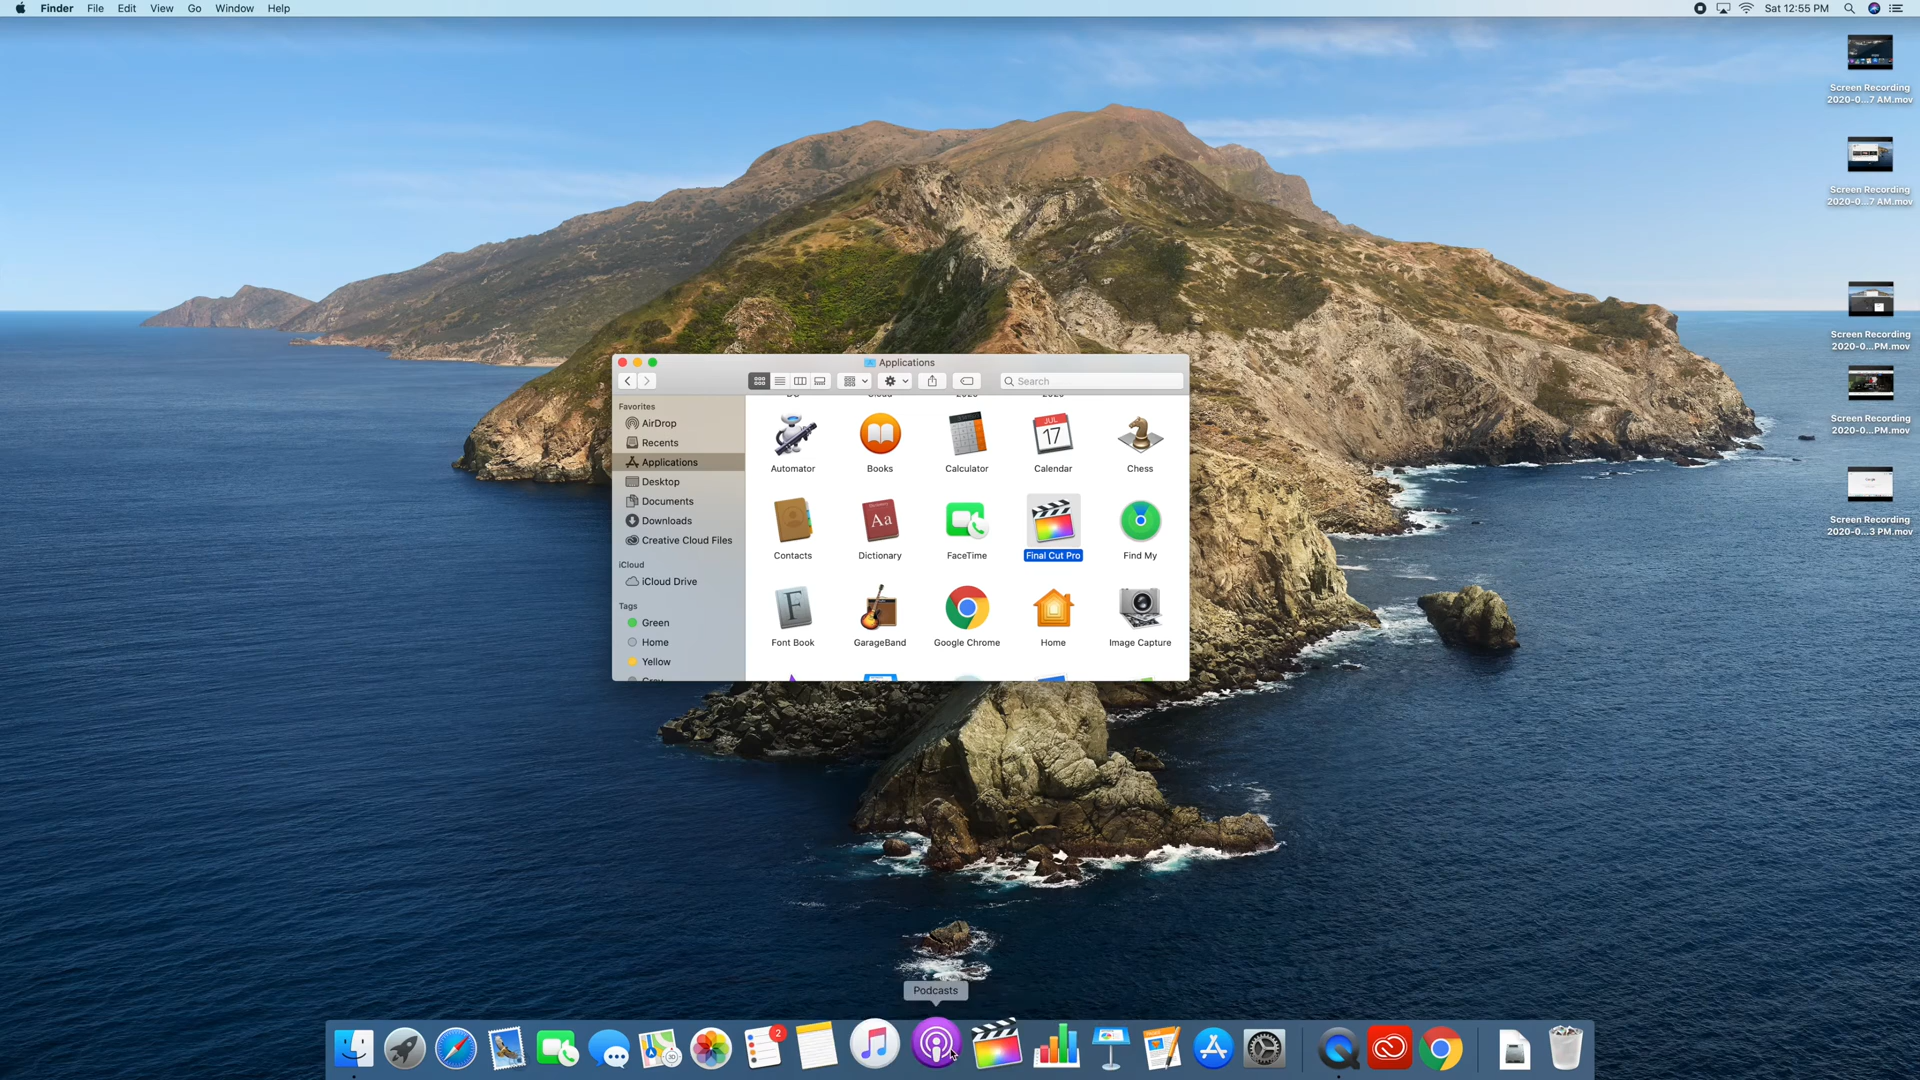 Finder File Edit View Go Window Help
Sat 12:55 PM
Screen Recording
2020-0...7 AM.mov
Screen Recording
2020-0...7 AM.mov
Screen Recording
2020-0...PM.mov
Screen Recording
2020-0...PM.mov
Screen Recording
2020-0...3 PM.mov
Applications
Search
Favorites
AirDrop
Recents
Applications
Desktop
Documents
Downloads
Creative Cloud Files
iCloud
iCloud Drive
Tags
Green
Home
Yellow
Automator Books Calculator Calendar Chess
JUL
17
Contacts Dictionary FaceTime Final Cut Pro Find My
Aa
Font Book GarageBand Google Chrome Home Image Capture
F
Podcasts
2